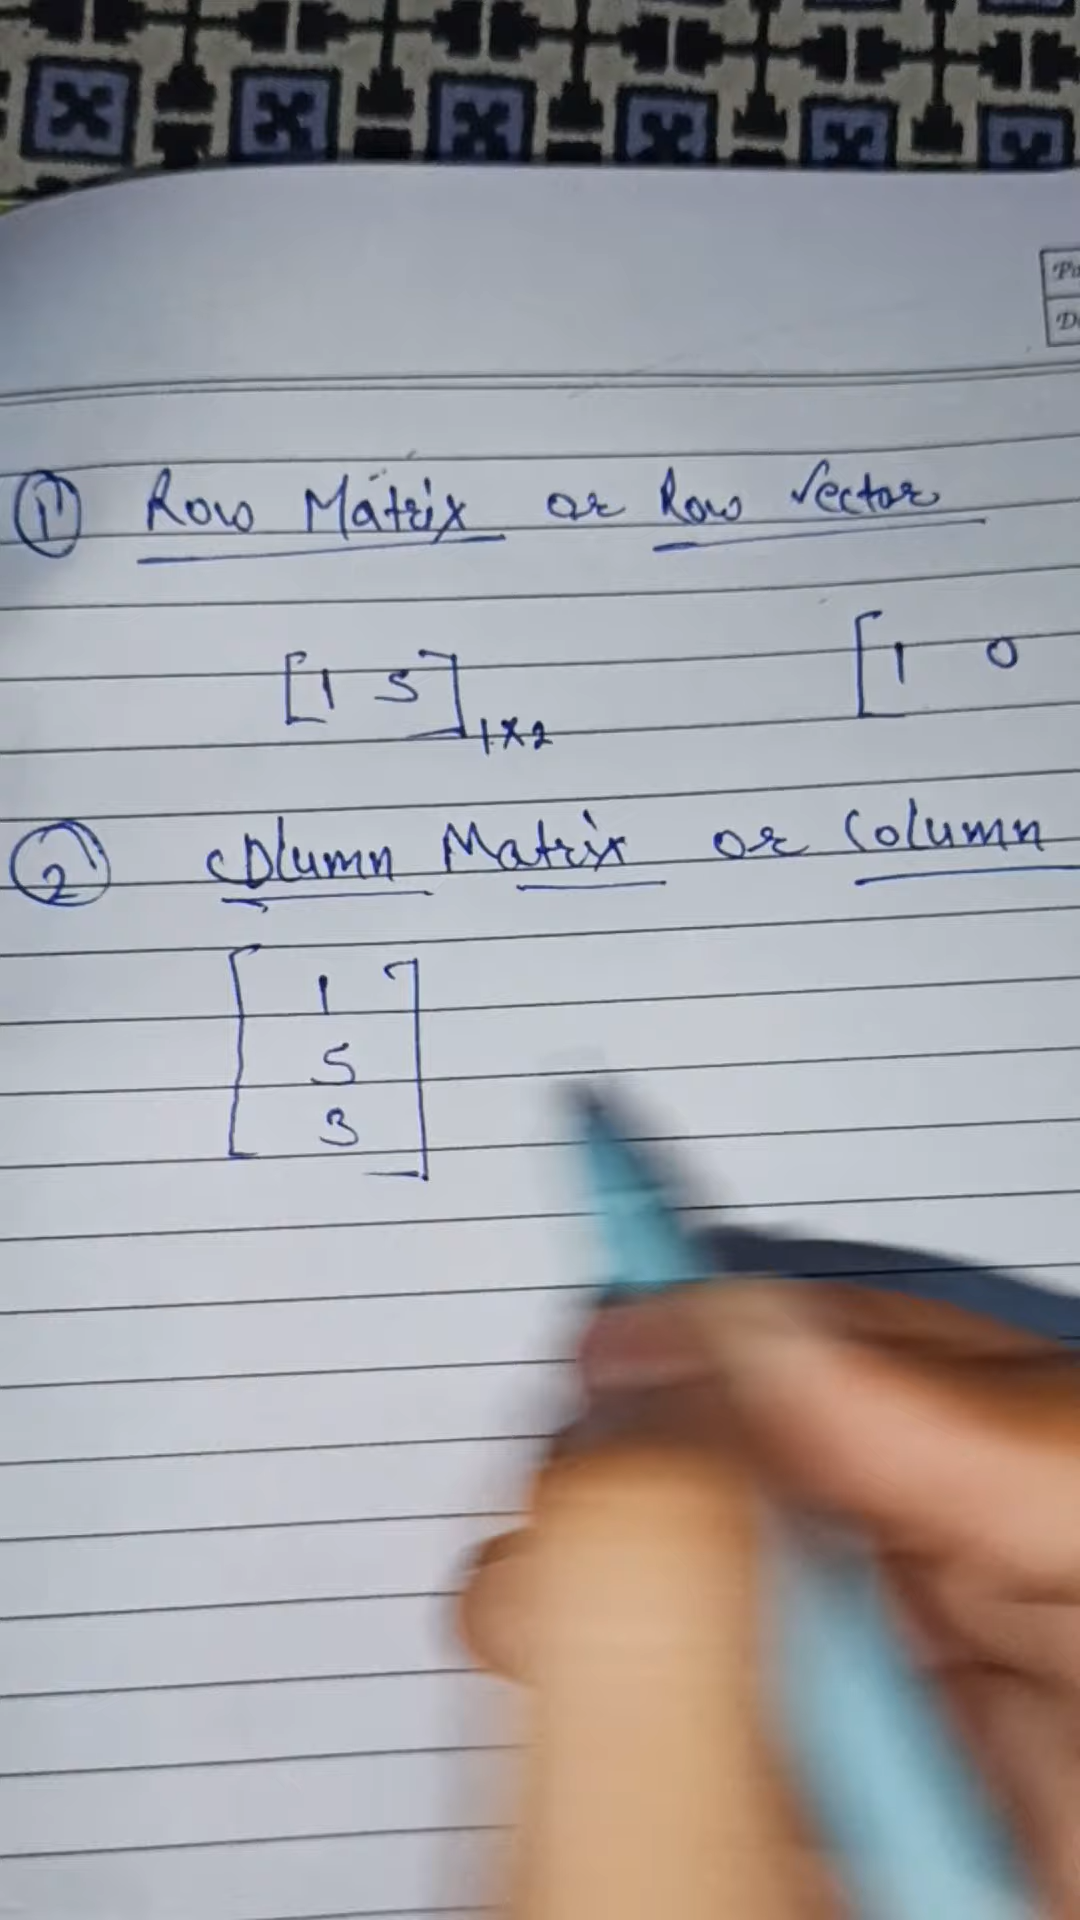 ① Row Matrix or Row Vector
[1 5]1×2 [1 0
② Column Matrix or Column
[1
5
3]